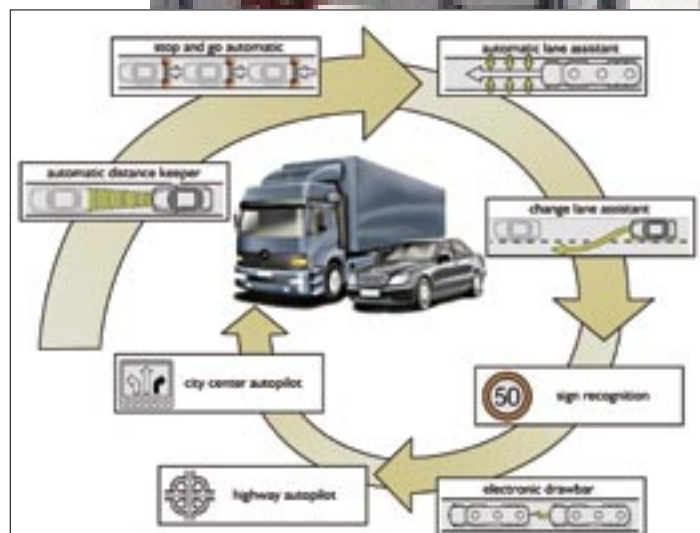 stop and go automatic
automatic lane assistant
automatic distance keeper
change lane assistant
city center autopilot
50
sign recognition
highway autopilot
electronic drawbar